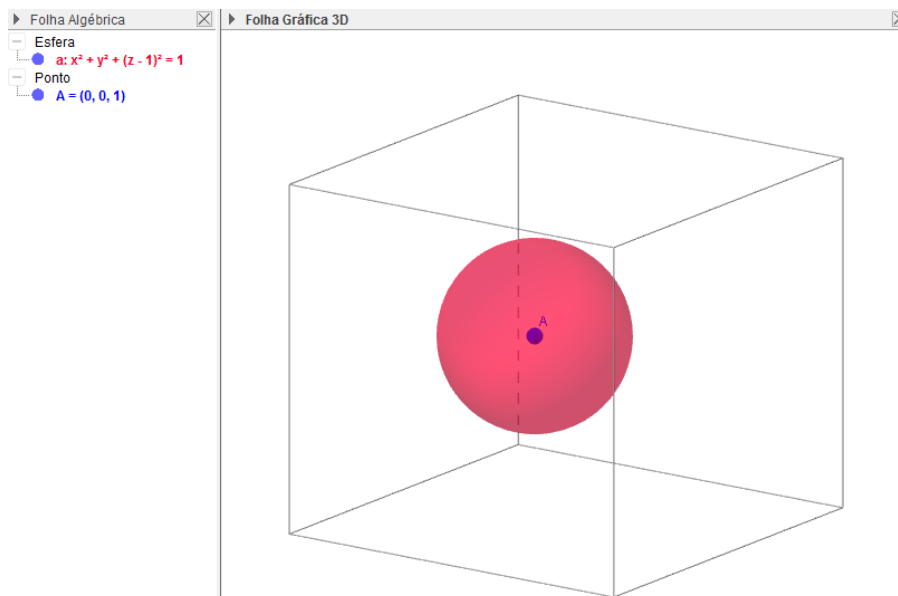 Folha Algébrica
Esfera
a: x² + y² + (z - 1)² = 1
Ponto
A = (0, 0, 1)
Folha Gráfica 3D
A